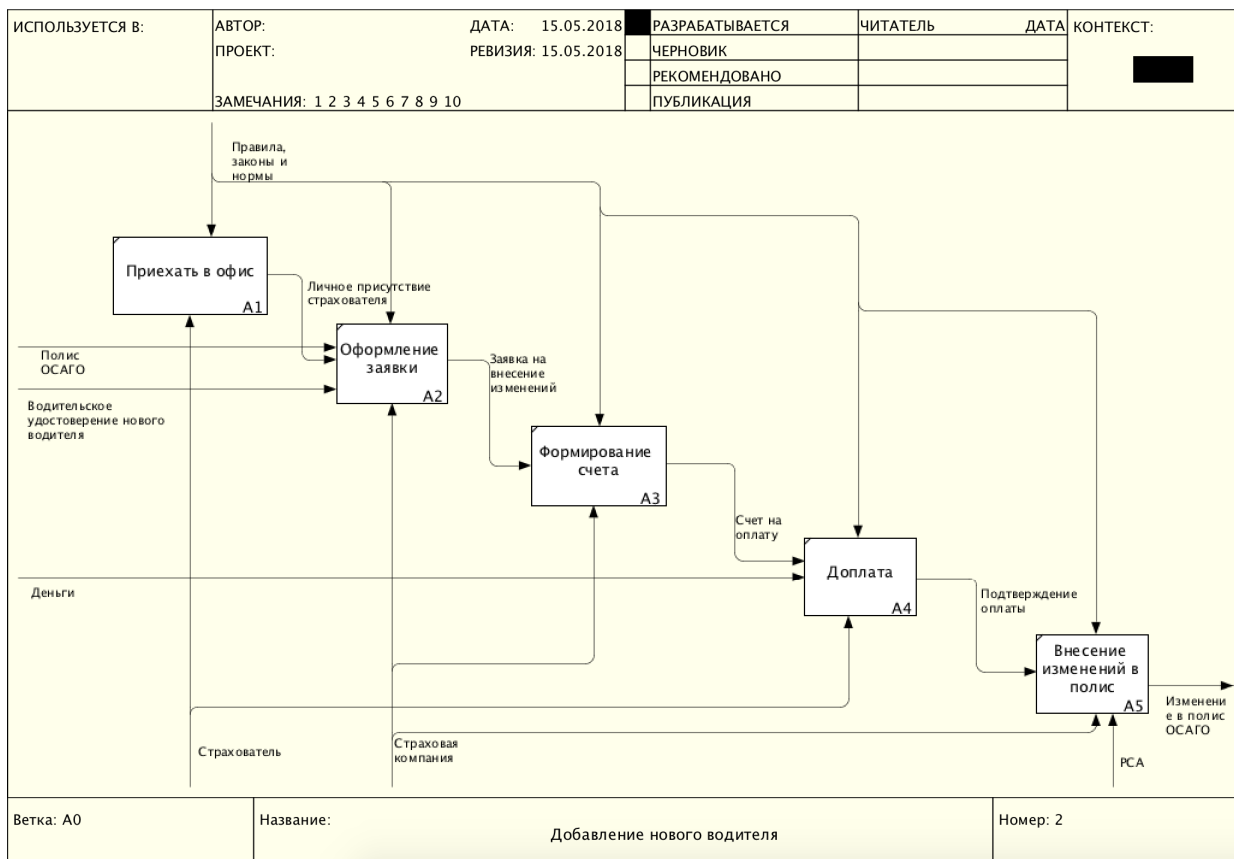 ИСПОЛЬЗУЕТСЯ В:
АВТОР:
ДАТА: 15.05.2018
ПРОЕКТ:
РЕВИЗИЯ: 15.05.2018
ЗАМЕЧАНИЯ: 1 2 3 4 5 6 7 8 9 10
РАЗРАБАТЫВАЕТСЯ
ЧЕРНОВИК
РЕКОМЕНДОВАНО
ПУБЛИКАЦИЯ
ЧИТАТЕЛЬ
ДАТА
КОНТЕКСТ:
Правила,
законы и
нормы
Приехать в офис
A1
Личное присутствие
страхователя
Полис
ОСАГО
Оформление
заявки
A2
Водительское
удостоверение нового
водителя
Заявка на
внесение
изменений
Формирование
счета
A3
Счет на
оплату
Деньги
Доплата
A4
Подтверждение
оплаты
Внесение
изменений в
полис
A5
Изменени
е в полис
ОСАГО
Страхователь
Страховая
компания
РСА
Ветка: A0
Название:
Добавление нового водителя
Номер: 2